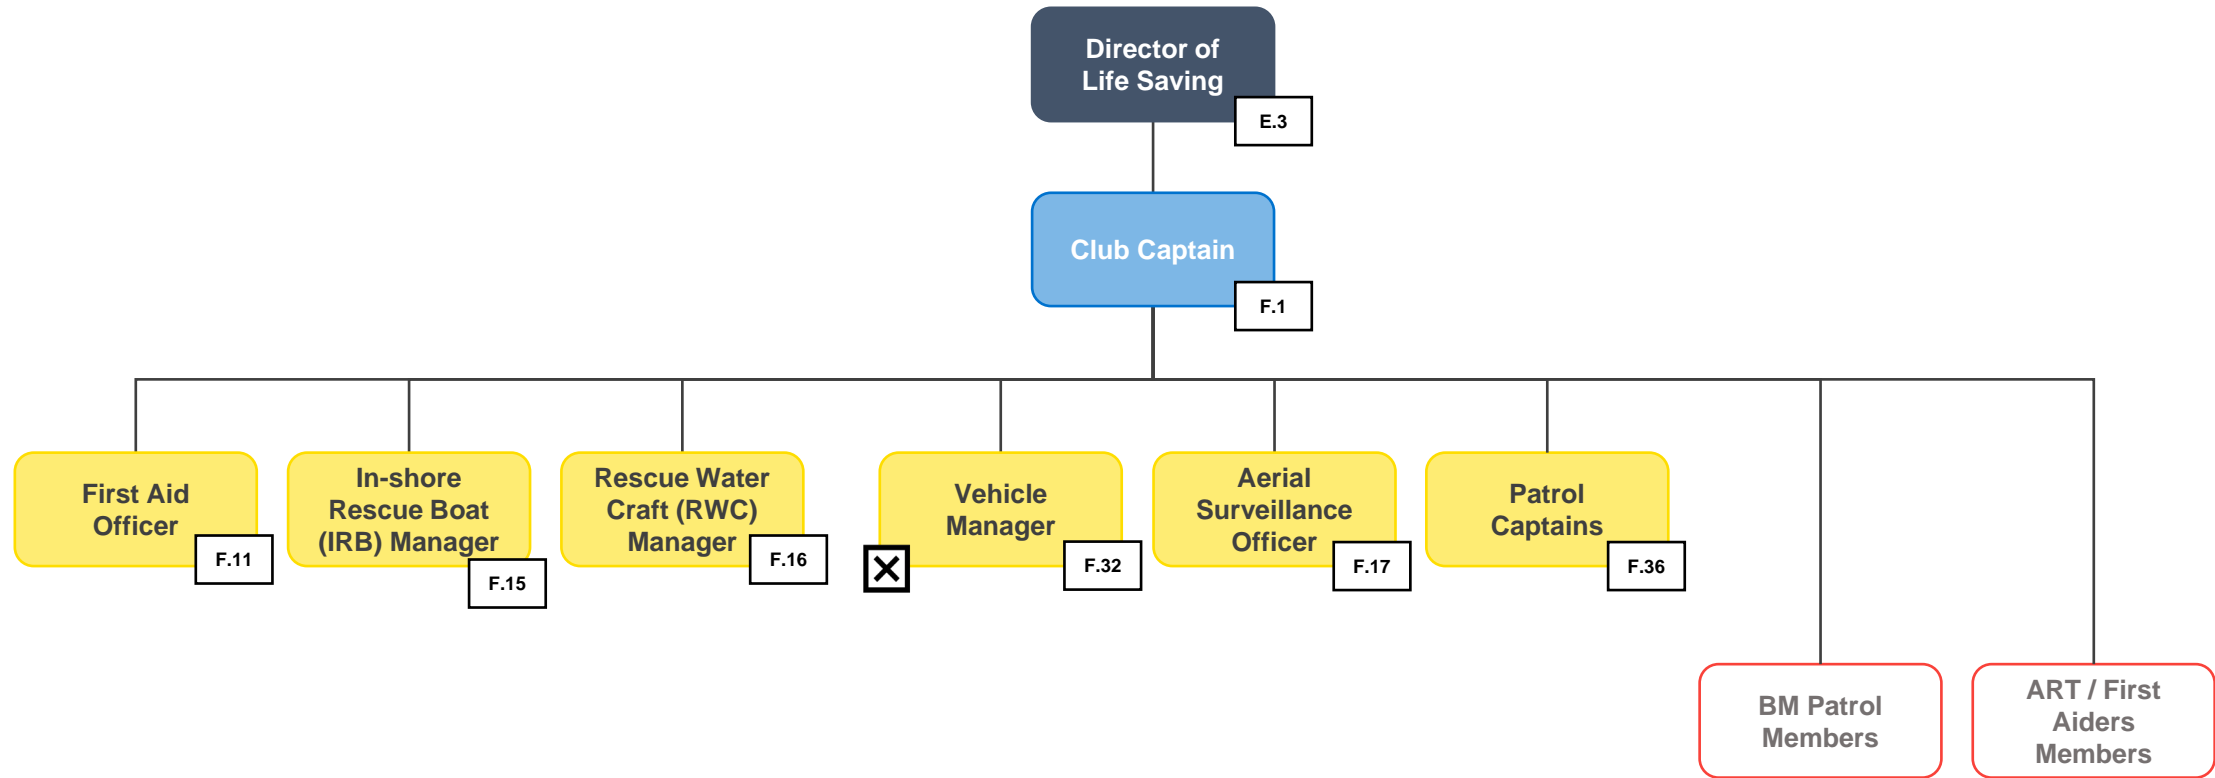 Director of
Life Saving
E.3
Club Captain
F.1
First Aid
Officer
F.11
In-shore
Rescue Boat
(IRB) Manager
F.15
Rescue Water
Craft (RWC)
Manager
F.16
Vehicle
Manager
F.32
Aerial
Surveillance
Officer
F.17
Patrol
Captains
F.36
BM Patrol
Members
ART / First
Aiders
Members